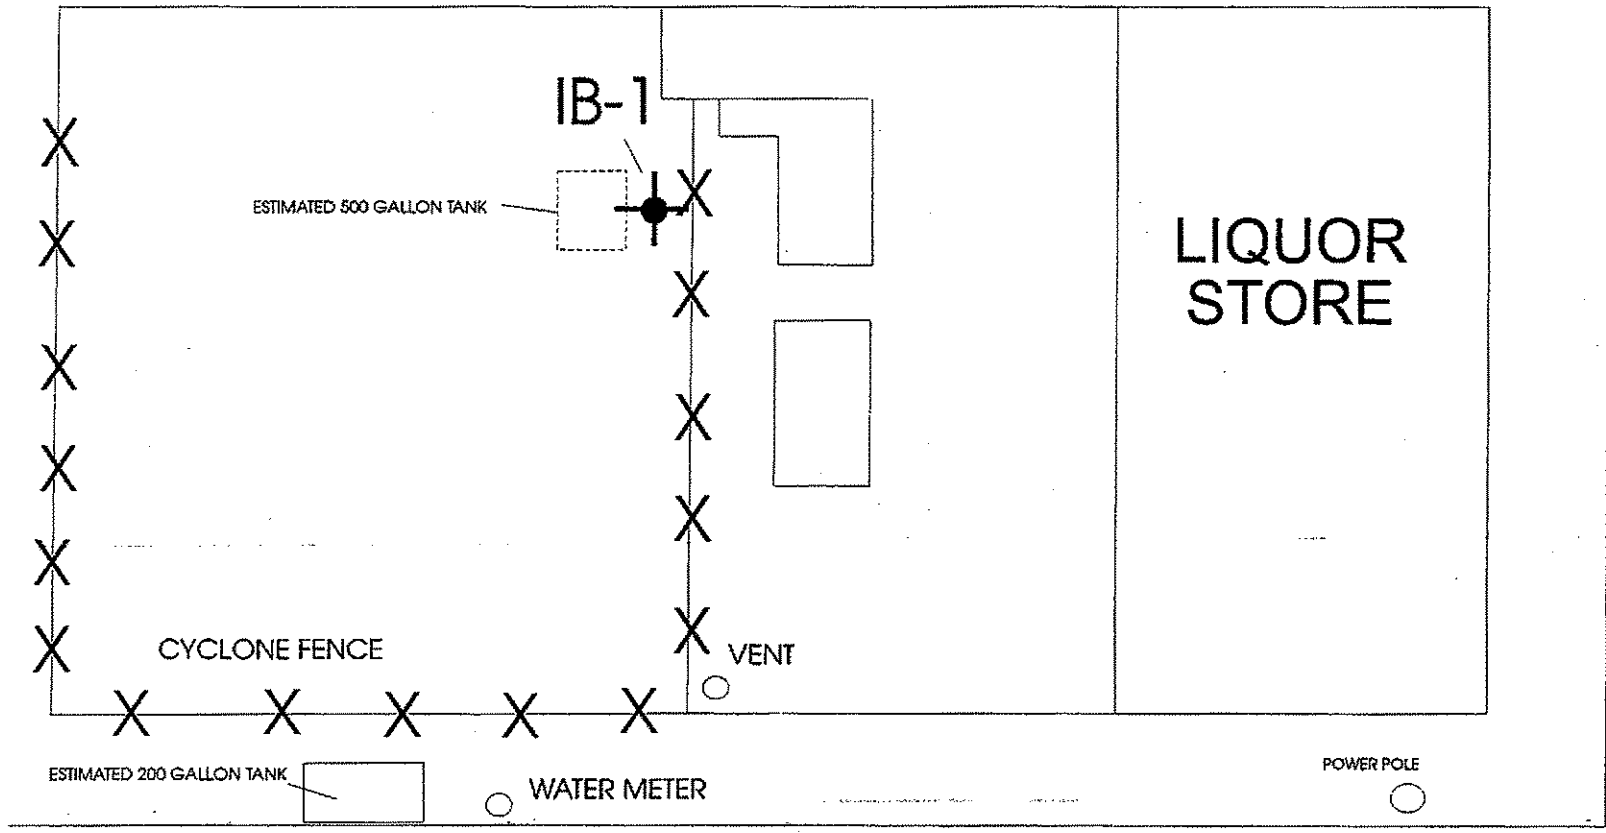 IB-1
ESTIMATED 500 GALLON TANK
LIQUOR
STORE
CYCLONE FENCE
VENT
ESTIMATED 200 GALLON TANK
WATER METER
POWER POLE